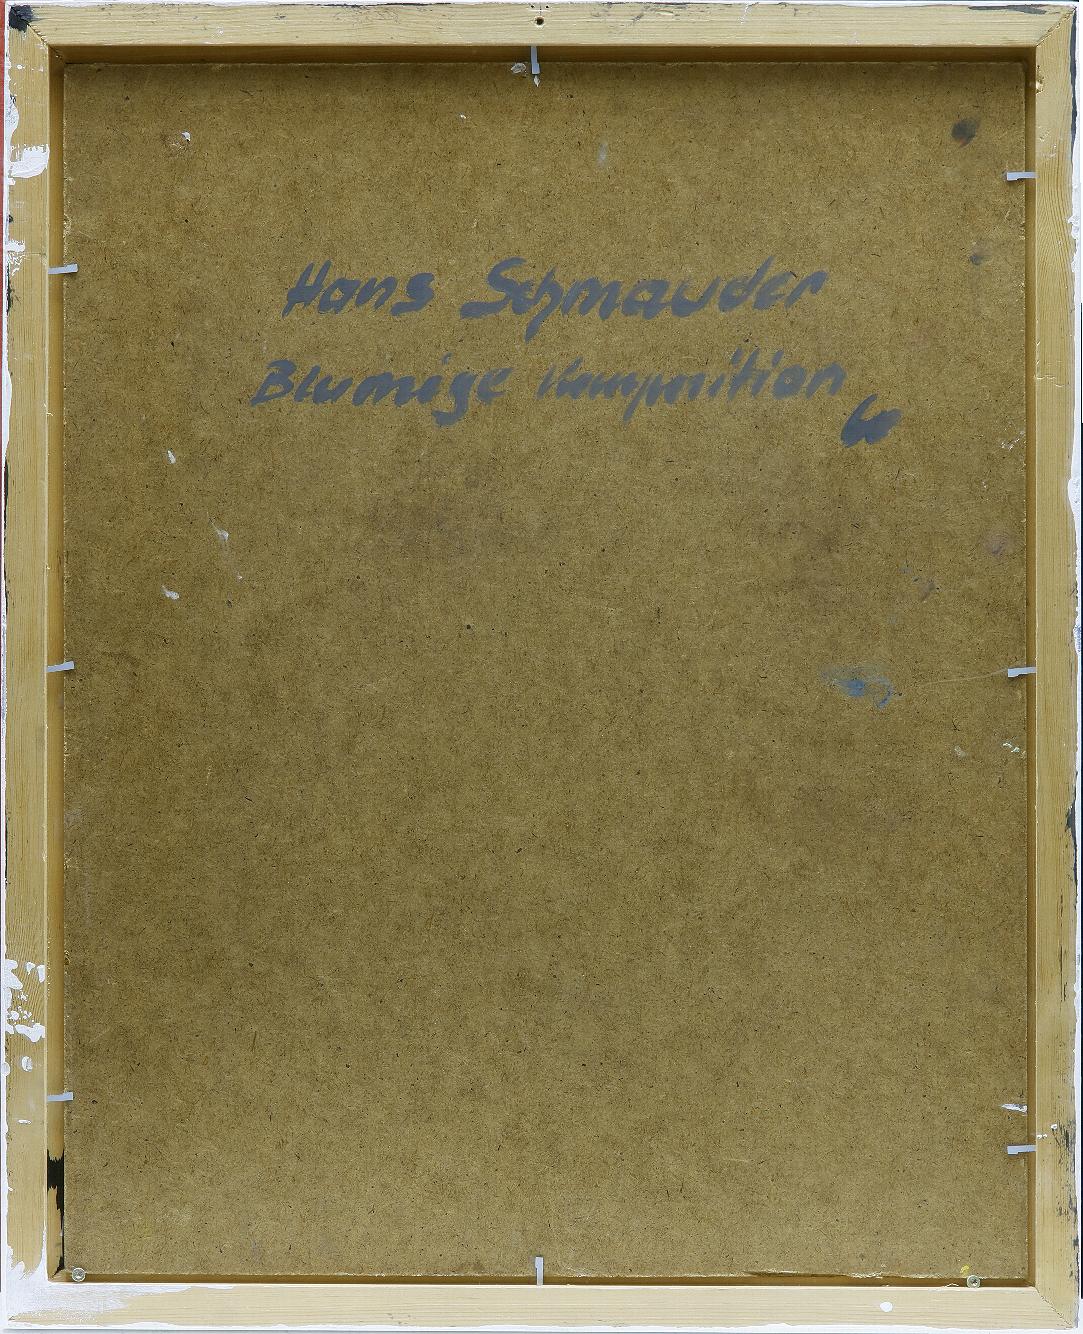 Hans Schmauder
Blumige Komposition